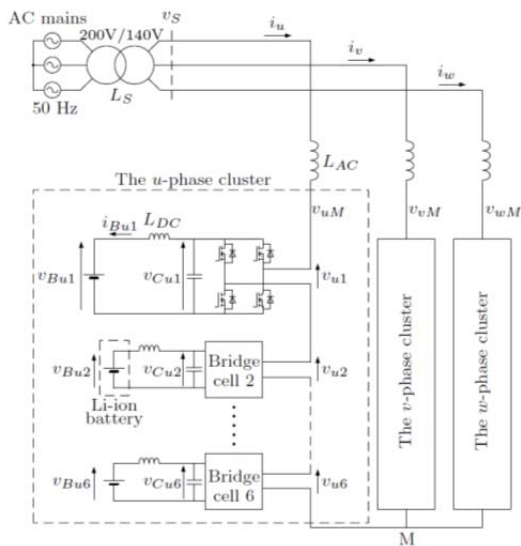 AC mains
200V/140V
v_S
i_u
i_v
i_w
L_S
50 Hz
L_AC
The u-phase cluster
v_uM
v_vM
v_wM
i_Bu1
L_DC
v_Bu1
v_Cu1
v_u1
v_Bu2
v_Cu2
Bridge
cell 2
v_u2
Li-ion
battery
The v-phase cluster
The w-phase cluster
v_Bu6
v_Cu6
Bridge
cell 6
v_u6
M